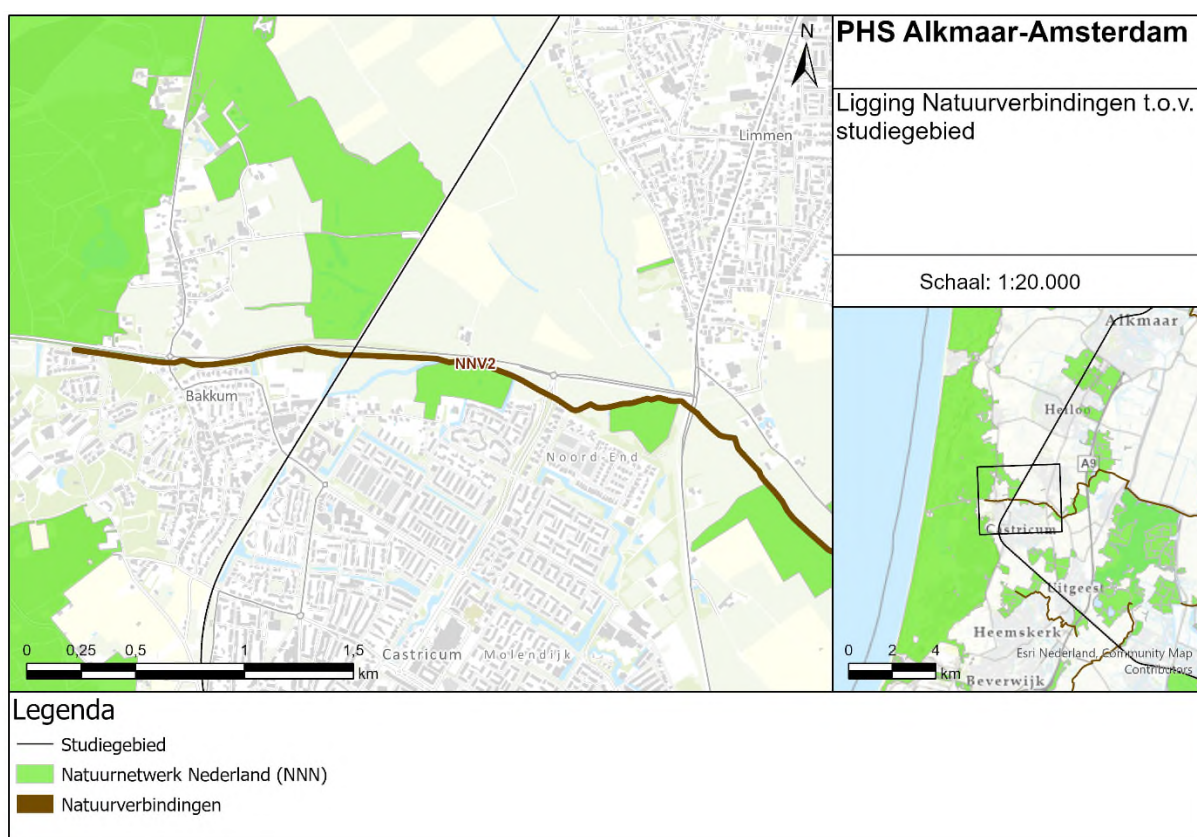 PHS Alkmaar-Amsterdam
Ligging Natuurverbindingen t.o.v.
studiegebied
Schaal: 1:20.000
N
Limmen
NNV2
Bakkum
Noord-End
Castricum
Molendijk
0 0,25 0,5 1 1,5
km
Alkmaar
Heiloo
A9
Castricum
Uitgeest
Heemskerk
Esri Nederland, Community Map
Contributors
0 2 4
km
Beverwijk
Legenda
Studiegebied
Natuurnetwerk Nederland (NNN)
Natuurverbindingen